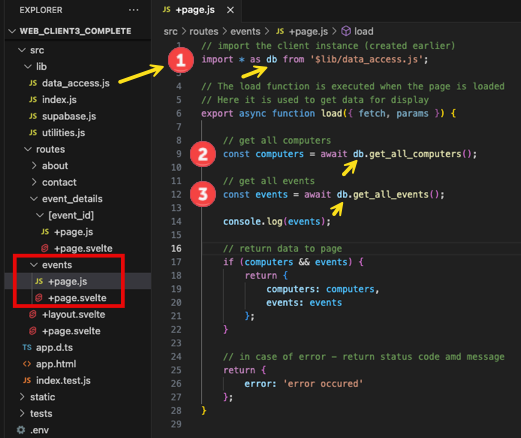 EXPLORER
WEB_CLIENT3_COMPLETE
src
lib
JS data_access.js
JS index.js
JS supabase.js
JS utilities.js
routes
about
contact
event_details
[event_id]
JS +page.js
+page.svelte
events
JS +page.js
+page.svelte
+layout.svelte
+page.svelte
TS app.d.ts
<> app.html
JS index.test.js
static
tests
.env
+page.js
src > routes > events > +page.js > load
1 // import the client instance (created earlier)
1 import * as db from '$lib/data_access.js';
3
4 // The load function is executed when the page is loaded
5 // Here it is used to get data for display
6 export async function load({ fetch, params }) {
7
8 // get all computers
2 9 const computers = await db.get_all_computers();
10
11 // get all events
3 12 const events = await db.get_all_events();
13
14 console.log(events);
15
16 // return data to page
17 if (computers && events) {
18 return {
19 computers: computers,
20 events: events
21 };
22 }
23
24 // in case of error - return status code amd message
25 return {
26 error: 'error occured'
27 };
28 }
29